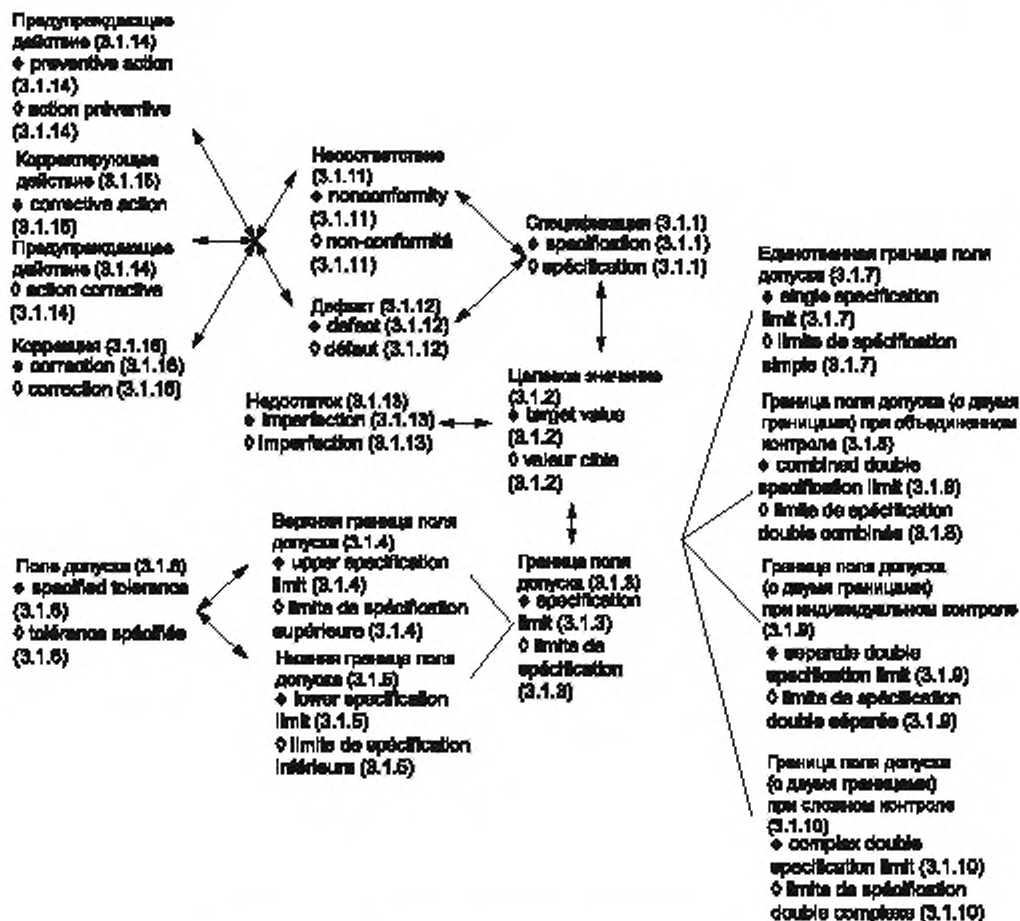 Предупреждающее
действие (3.1.14)
♦ preventive action
(3.1.14)
◊ action préventive
(3.1.14)
Корректирующее
действие (3.1.15)
♦ corrective action
(3.1.15)
Предупреждающее
действие (3.1.14)
◊ action corrective
(3.1.14)
Коррекция (3.1.16)
♦ correction (3.1.16)
◊ correction (3.1.16)
Несоответствие
(3.1.11)
♦ nonconformity
(3.1.11)
◊ non-conformité
(3.1.11)
Дефект (3.1.12)
♦ defaut (3.1.12)
◊ défaut (3.1.12)
Спецификация (3.1.1)
♦ specification (3.1.1)
◊ spécification (3.1.1)
Недостаток (3.1.13)
♦ imperfection (3.1.13)
◊ imperfection (3.1.13)
Целевое значение
(3.1.2)
♦ target value
(3.1.2)
◊ valeur cible
(3.1.2)
Поле допуска (3.1.6)
♦ specified tolerance
(3.1.6)
◊ tolérance spécifiée
(3.1.6)
Верхняя граница поля
допуска (3.1.4)
♦ upper specification
limit (3.1.4)
◊ limite de spécification
supérieure (3.1.4)
Нижняя граница поля
допуска (3.1.5)
♦ lower specification
limit (3.1.5)
◊ limite de spécification
inférieure (3.1.5)
Граница поля
допуска (3.1.3)
♦ specification
limit (3.1.3)
◊ limite de
spécification
(3.1.3)
Единственная граница поля
допуска (3.1.7)
♦ single specification
limit (3.1.7)
◊ limite de spécification
simple (3.1.7)
Граница поля допуска (с двумя
границами) при объединенном
контроле (3.1.8)
♦ combined double
specification limit (3.1.8)
◊ limite de spécification
double combinée (3.1.8)
Граница поля допуска
(с двумя границами)
при индивидуальном контроле
(3.1.9)
♦ separate double
specification limit (3.1.9)
◊ limite de spécification
double séparée (3.1.9)
Граница поля допуска
(с двумя границами)
при сложном контроле
(3.1.10)
♦ complex double
specification limit (3.1.10)
◊ limite de spécification
double complexe (3.1.10)